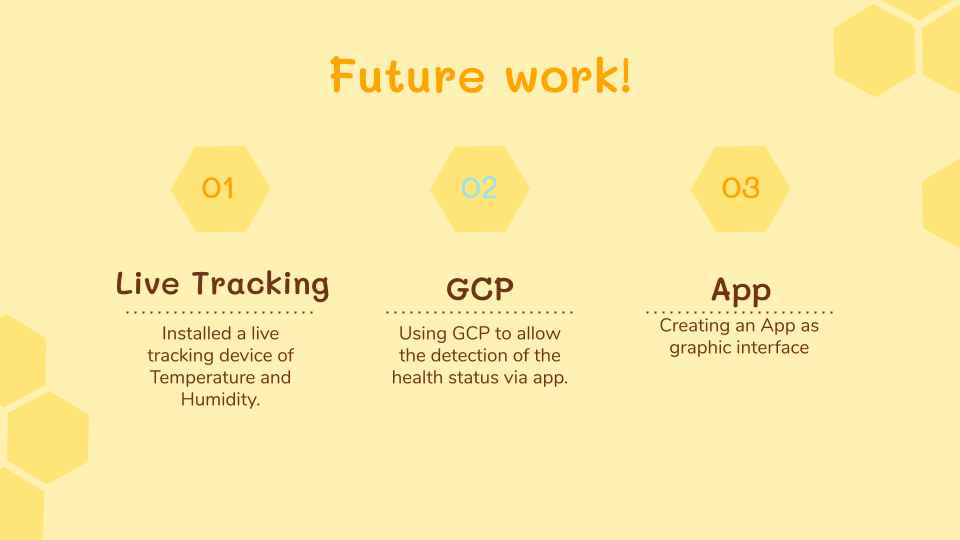 Future work!
01
02
03
Live Tracking
GCP
App
Installed a live
tracking device of
Temperature and
Humidity.
Using GCP to allow
the detection of the
health status via app.
Creating an App as
graphic interface